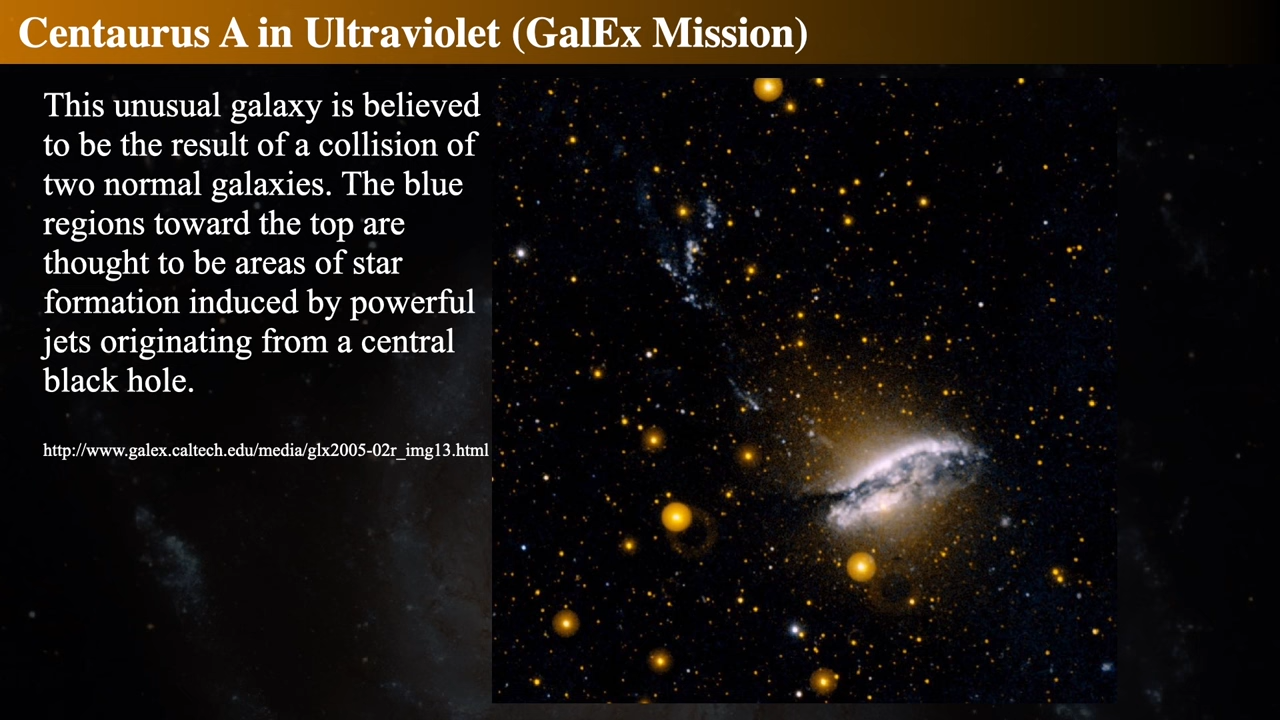 Centaurus A in Ultraviolet (GalEx Mission)
This unusual galaxy is believed
to be the result of a collision of
two normal galaxies. The blue
regions toward the top are
thought to be areas of star
formation induced by powerful
jets originating from a central
black hole.
http://www.galex.caltech.edu/media/glx2005-02r_img13.html